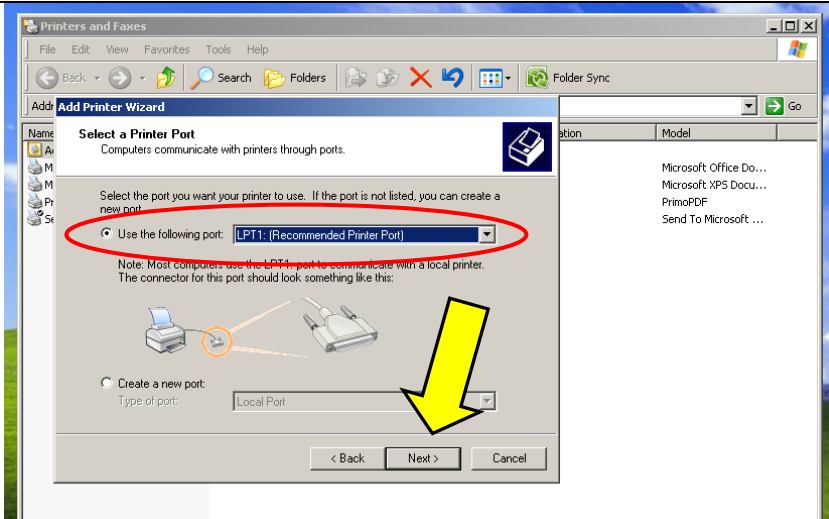 Printers and Faxes
File Edit View Favorites Tools Help
Back Search Folders Folder Sync
Addr Go
Add Printer Wizard
Name ation Model
Select a Printer Port
Computers communicate with printers through ports.
Microsoft Office Do...
Microsoft XPS Docu...
PrimoPDF
Send To Microsoft ...
A
M
M
Pr
Se
Select the port you want your printer to use. If the port is not listed, you can create a
new port.
Use the following port: LPT1: (Recommended Printer Port)
Note: Most computers use the LPT1: port to communicate with a local printer.
The connector for this port should look something like this:
Create a new port:
Type of port: Local Port
< Back Next > Cancel